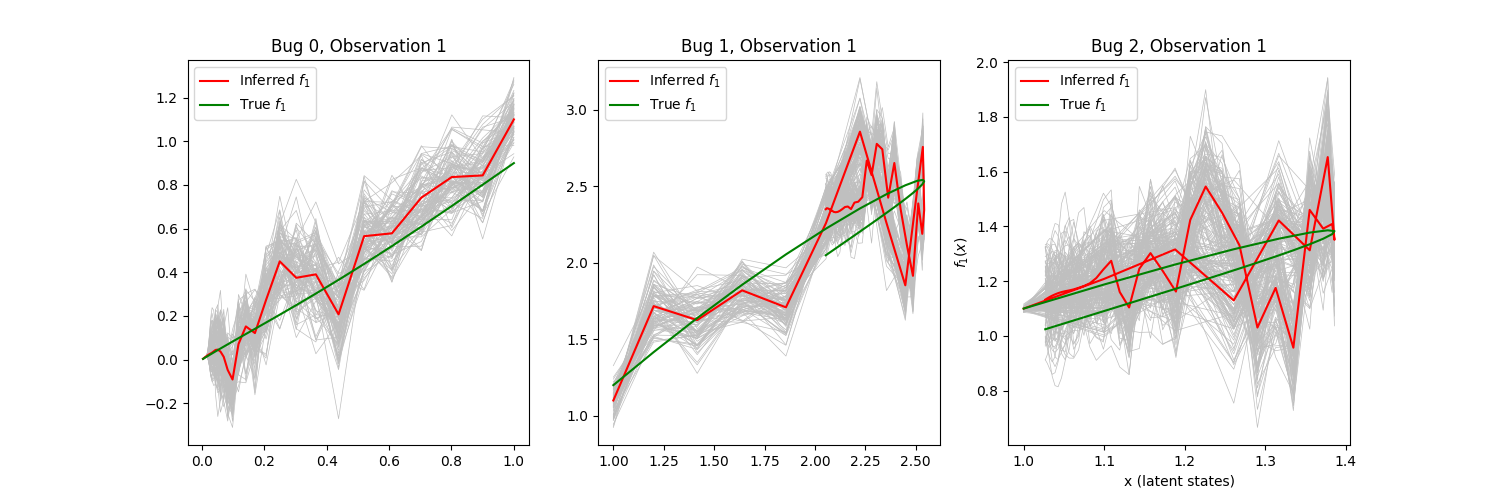 Bug 0, Observation 1
Inferred f₁
True f₁
1.2
1.0
0.8
0.6
0.4
0.2
0.0
−0.2
0.0 0.2 0.4 0.6 0.8 1.0
Bug 1, Observation 1
Inferred f₁
True f₁
3.0
2.5
2.0
1.5
1.0
1.00 1.25 1.50 1.75 2.00 2.25 2.50
Bug 2, Observation 1
Inferred f₁
True f₁
f₁(x)
2.0
1.8
1.6
1.4
1.2
1.0
0.8
1.0 1.1 1.2 1.3 1.4
x (latent states)